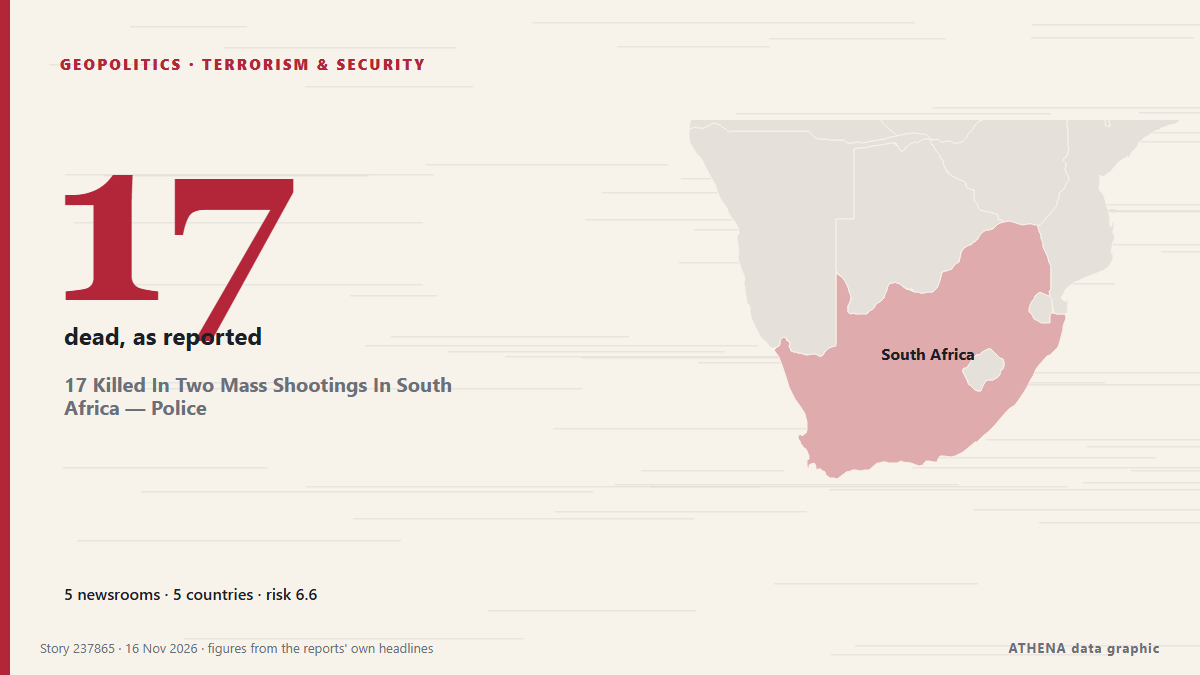 GEOPOLITICS · TERRORISM & SECURITY
17
dead, as reported
17 Killed In Two Mass Shootings In South
Africa — Police
South Africa
5 newsrooms · 5 countries · risk 6.6
Story 237865 · 16 Nov 2026 · figures from the reports' own headlines
ATHENA data graphic